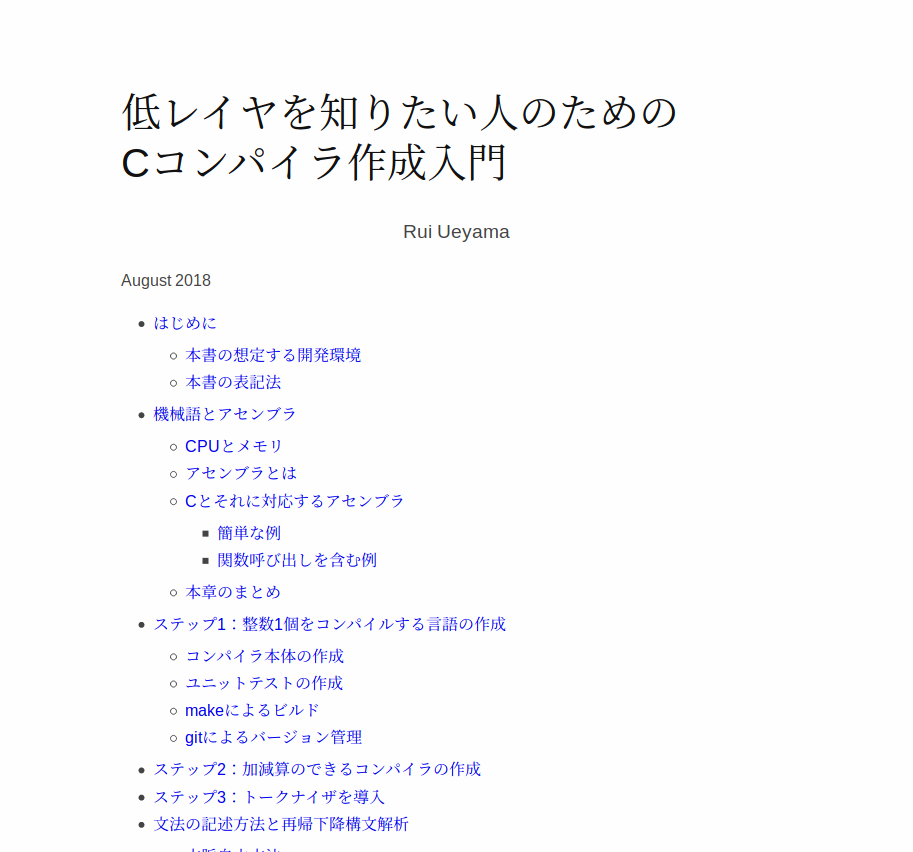 低レイヤを知りたい人のための
Cコンパイラ作成入門
Rui Ueyama
August 2018
はじめに
本書の想定する開発環境
本書の表記法
機械語とアセンブラ
CPUとメモリ
アセンブラとは
Cとそれに対応するアセンブラ
簡単な例
関数呼び出しを含む例
本章のまとめ
ステップ1：整数1個をコンパイルする言語の作成
コンパイラ本体の作成
ユニットテストの作成
makeによるビルド
gitによるバージョン管理
ステップ2：加減算のできるコンパイラの作成
ステップ3：トークナイザを導入
文法の記述方法と再帰下降構文解析